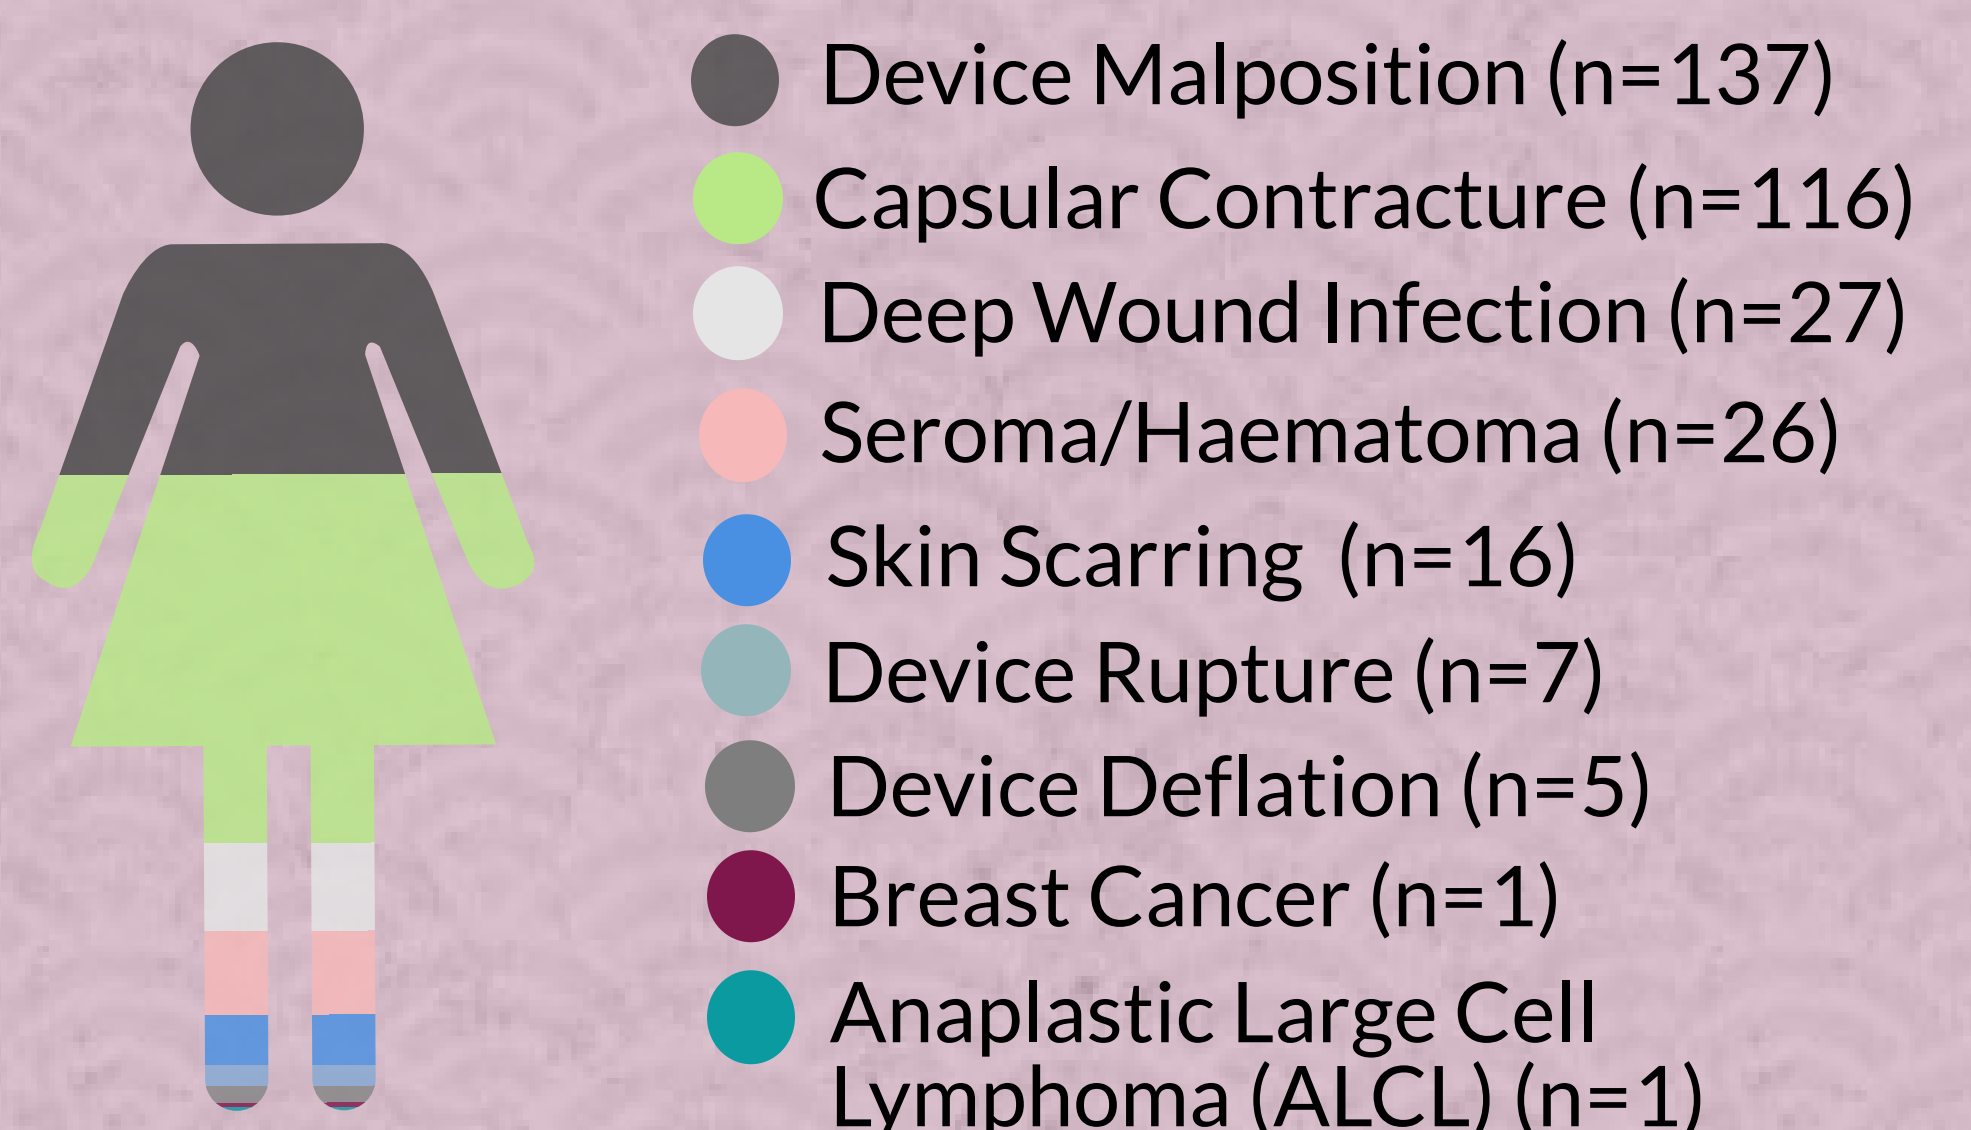 Device Malposition (n=137)
Capsular Contracture (n=116)
Deep Wound Infection (n=27)
Seroma/Haematoma (n=26)
Skin Scarring (n=16)
Device Rupture (n=7)
Device Deflation (n=5)
Breast Cancer (n=1)
Anaplastic Large Cell
Lymphoma (ALCL) (n=1)